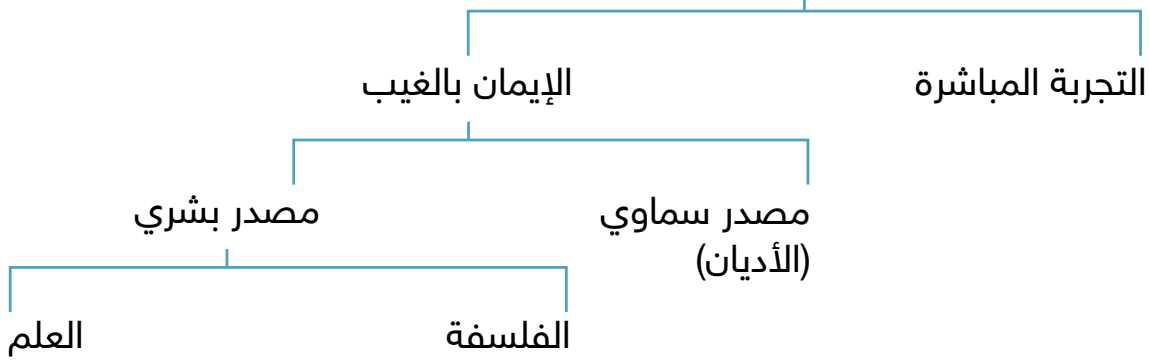 التجربة المباشرة
الإيمان بالغيب
مصدر سماوي
(الأديان)
مصدر بشري
الفلسفة
العلم